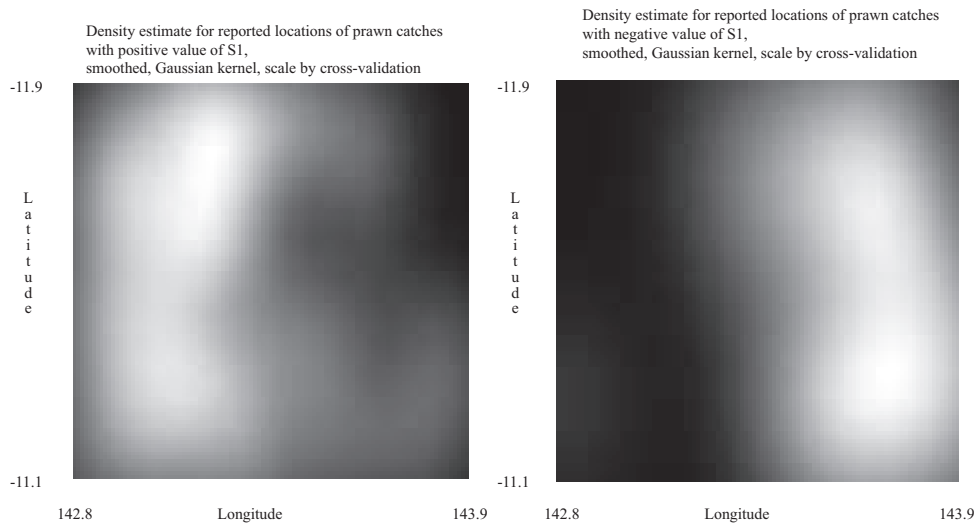 Density estimate for reported locations of prawn catches
with positive value of S1,
smoothed, Gaussian kernel, scale by cross-validation
-11.9
Latitude
-11.1
142.8
Longitude
143.9
Density estimate for reported locations of prawn catches
with negative value of S1,
smoothed, Gaussian kernel, scale by cross-validation
-11.9
Latitude
-11.1
142.8
Longitude
143.9